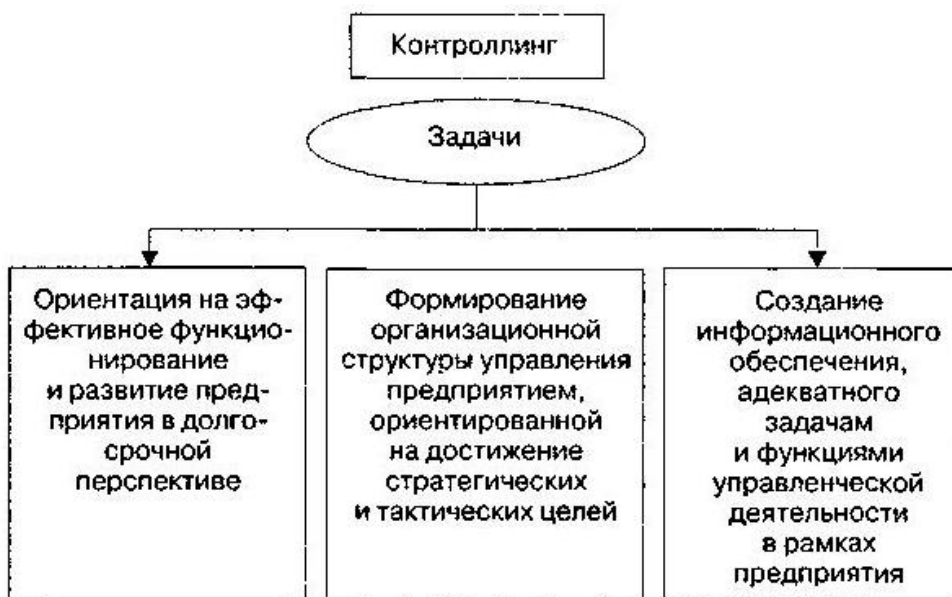 Контроллинг
Задачи
Ориентация на эф-
фективное функцио-
нирование
и развитие пред-
приятия в долго-
срочной
перспективе
Формирование
организационной
структуры управления
предприятием,
ориентированной
на достижение
стратегических
и тактических целей
Создание
информационного
обеспечения,
адекватного
задачам
и функциями
управленческой
деятельности
в рамках
предприятия